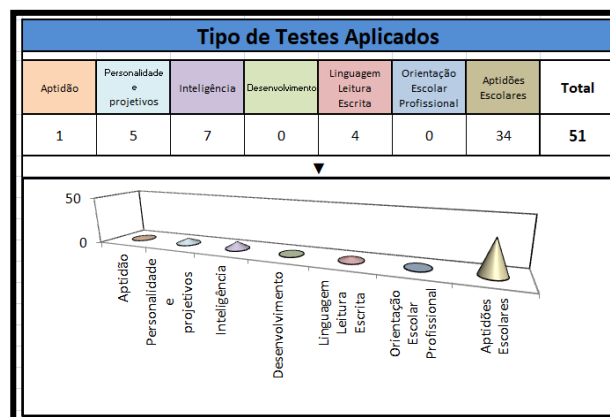 Tipo de Testes Aplicados
Aptidão
Personalidade
e
projetivos
Inteligência
Desenvolvimento
Linguagem
Leitura
Escrita
Orientação
Escolar
Profissional
Aptidões
Escolares
Total
1 5 7 0 4 0 34 51
50
0
Aptidão
Personalidade
e
projetivos
Inteligência
Desenvolvimento
Linguagem
Leitura
Escrita
Orientação
Escolar
Profissional
Aptidões
Escolares